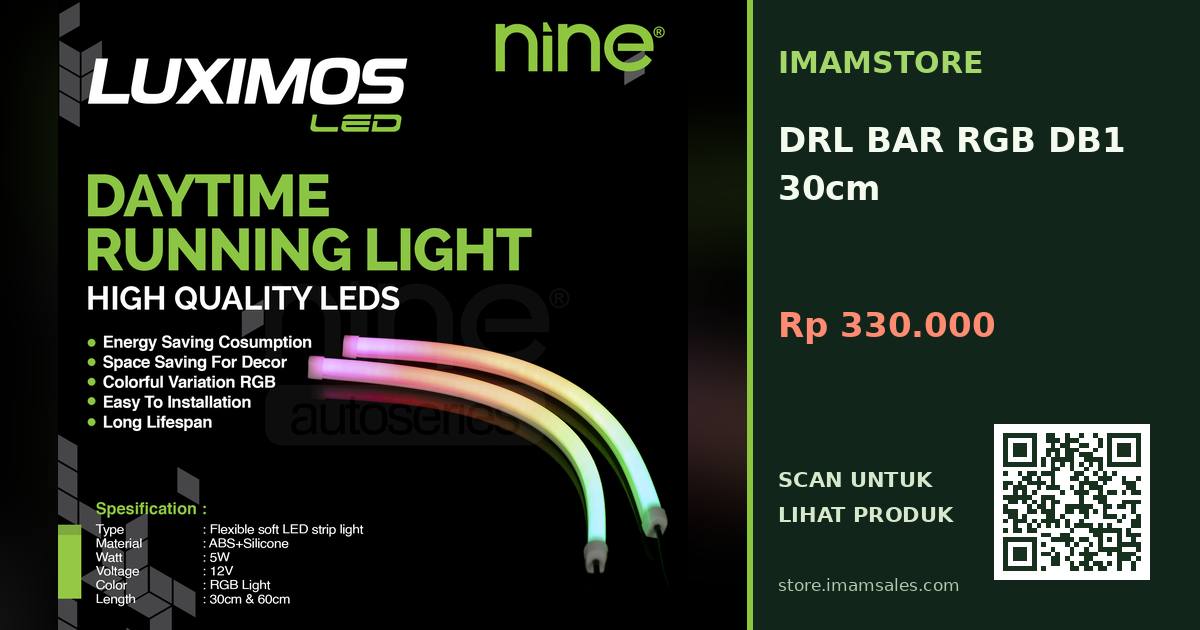 LUXIMOS
LED
nine®
DAYTIME
RUNNING LIGHT
HIGH QUALITY LEDS
nine®
autoseries
Energy Saving Cosumption
Space Saving For Decor
Colorful Variation RGB
Easy To Installation
Long Lifespan
Spesification :
Type : Flexible soft LED strip light
Material : ABS+Silicone
Watt : 5W
Voltage : 12V
Color : RGB Light
Length : 30cm & 60cm
IMAMSTORE
DRL BAR RGB DB1
30cm
Rp 330.000
SCAN UNTUK
LIHAT PRODUK
store.imamsales.com